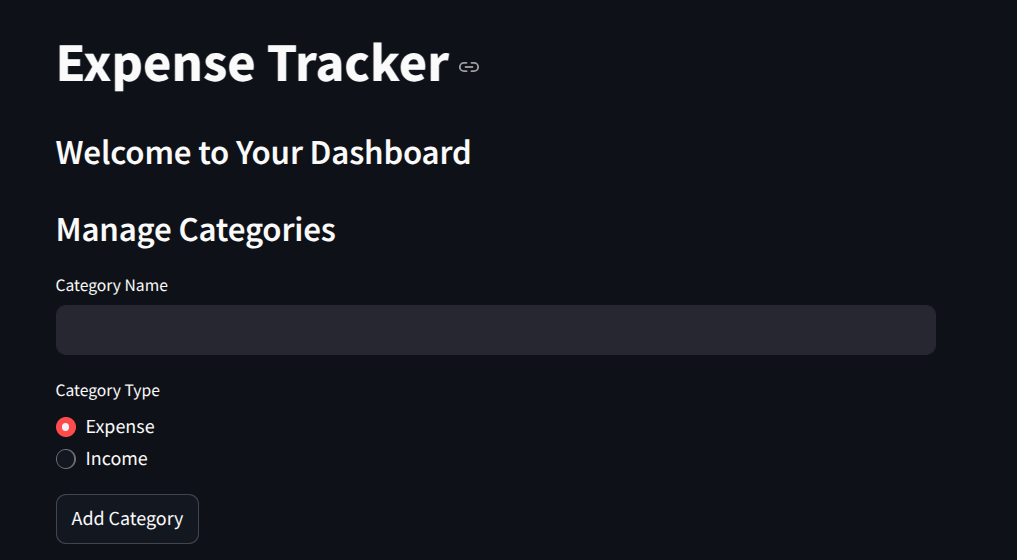 Expense Tracker
Welcome to Your Dashboard
Manage Categories
Category Name
Category Type
Expense
Income
Add Category